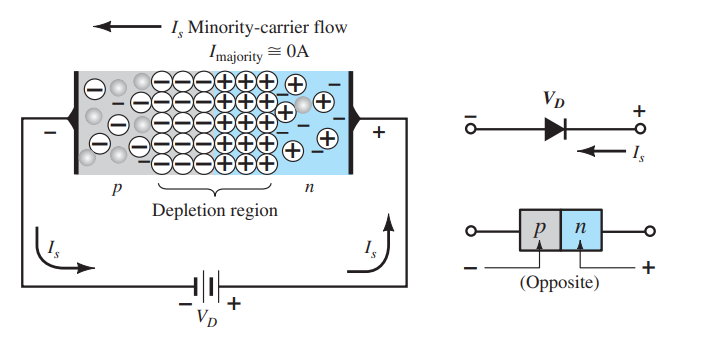 I_s Minority-carrier flow
I_majority ≅ 0A
− +
p n
Depletion region
I_s I_s
− +
V_D
V_D
− +
I_s
p n
− +
(Opposite)